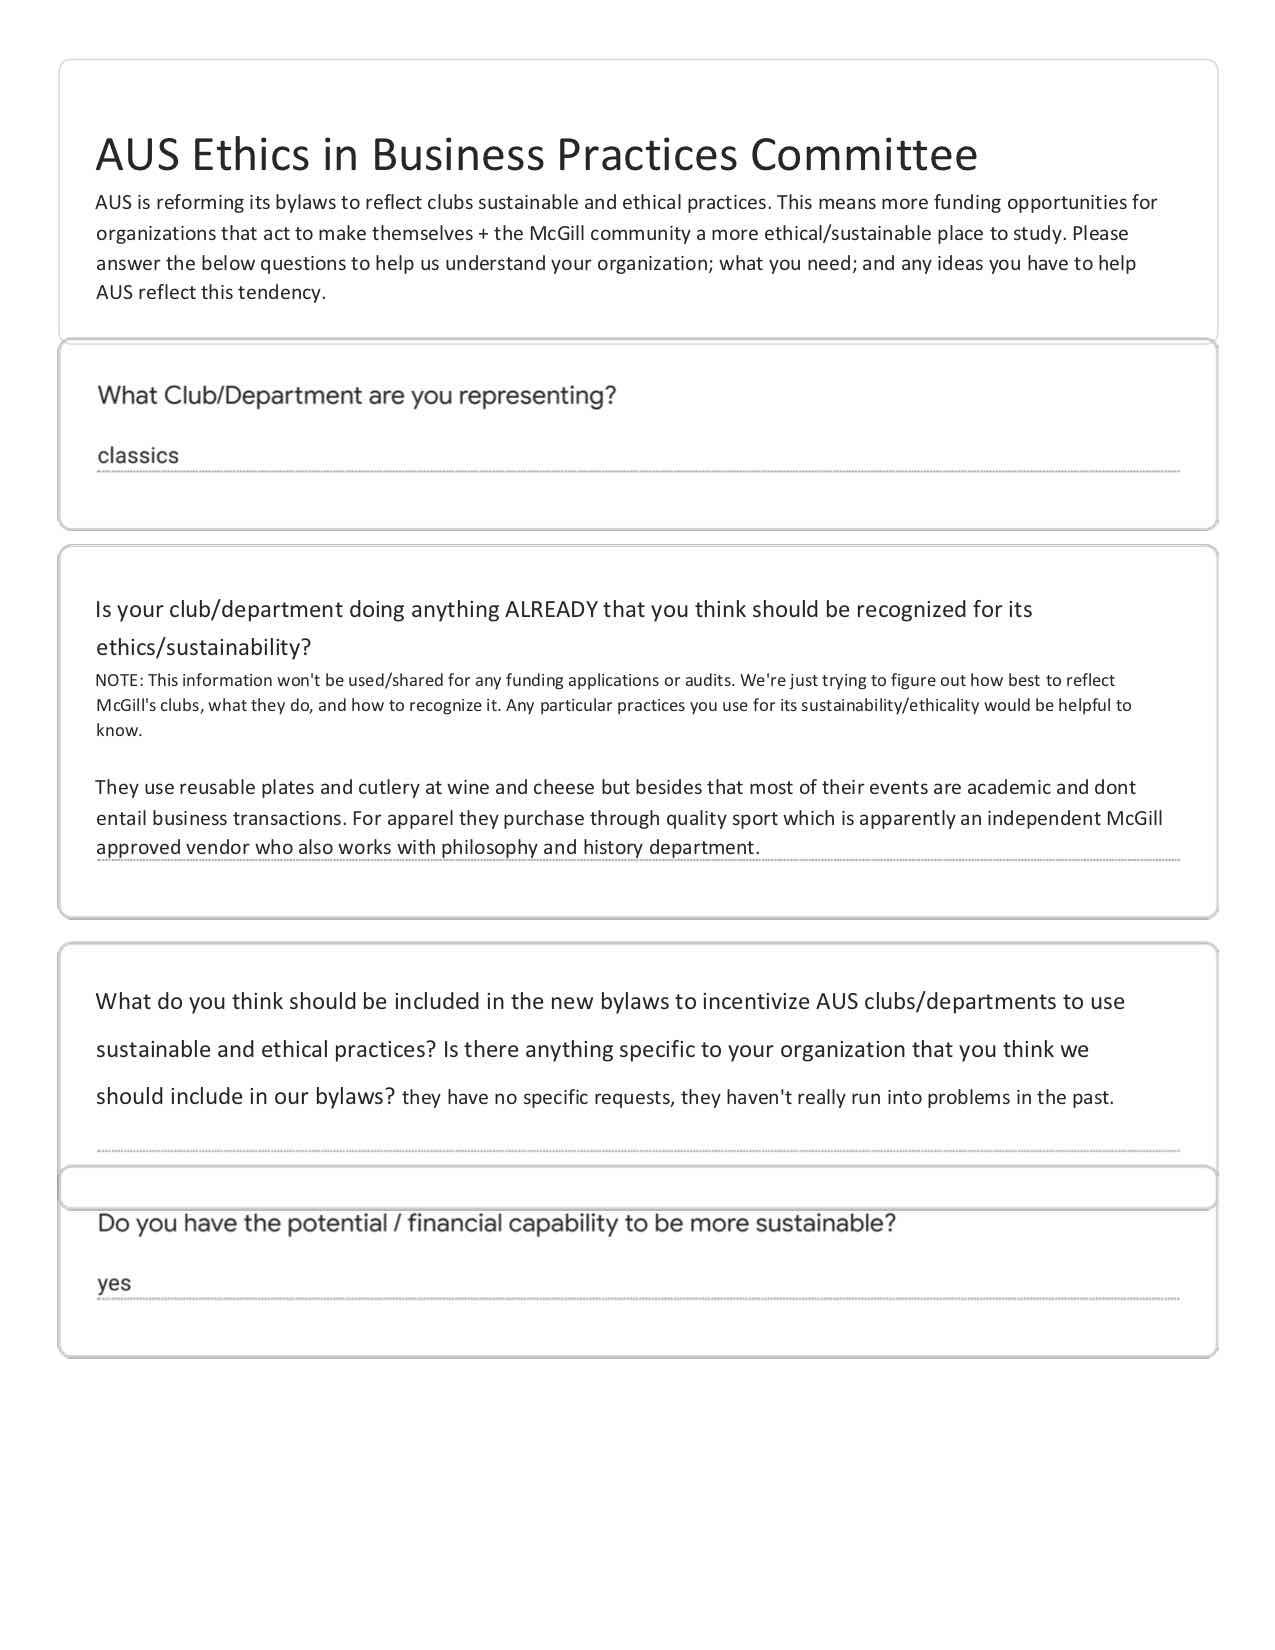 AUS Ethics in Business Practices Committee
AUS is reforming its bylaws to reflect clubs sustainable and ethical practices. This means more funding opportunities for
organizations that act to make themselves + the McGill community a more ethical/sustainable place to study. Please
answer the below questions to help us understand your organization; what you need; and any ideas you have to help
AUS reflect this tendency.
What Club/Department are you representing?
classics
Is your club/department doing anything ALREADY that you think should be recognized for its
ethics/sustainability?
NOTE: This information won't be used/shared for any funding applications or audits. We're just trying to figure out how best to reflect
McGill's clubs, what they do, and how to recognize it. Any particular practices you use for its sustainability/ethicality would be helpful to
know.
They use reusable plates and cutlery at wine and cheese but besides that most of their events are academic and dont
entail business transactions. For apparel they purchase through quality sport which is apparently an independent McGill
approved vendor who also works with philosophy and history department.
What do you think should be included in the new bylaws to incentivize AUS clubs/departments to use
sustainable and ethical practices? Is there anything specific to your organization that you think we
should include in our bylaws? they have no specific requests, they haven't really run into problems in the past.
Do you have the potential / financial capability to be more sustainable?
yes